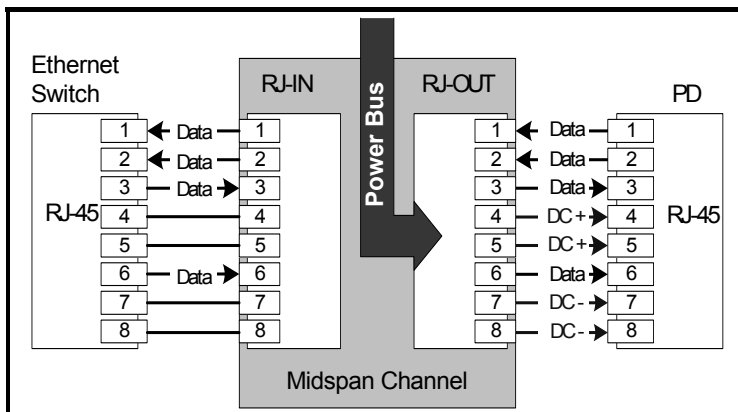 Ethernet
Switch
RJ-IN
Power Bus
RJ-OUT
PD
1 Data 1
2 Data 2
3 Data 3
4 4
5 5
6 Data 6
7 7
8 8
RJ-45
1 Data 1
2 Data 2
3 Data 3
4 DC+ 4
5 DC+ 5
6 Data 6
7 DC- 7
8 DC- 8
RJ-45
Midspan Channel